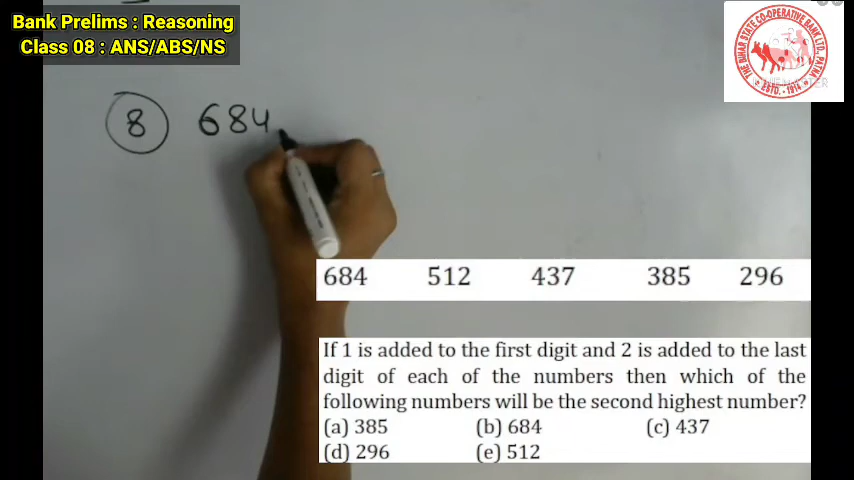 Bank Prelims : Reasoning
Class 08 : ANS/ABS/NS
THE BIHAR STATE CO-OPERATIVE BANK LTD. PATNA
ESTD. 1914
8 684
684 512 437 385 296
If 1 is added to the first digit and 2 is added to the last
digit of each of the numbers then which of the
following numbers will be the second highest number?
(a) 385 (b) 684 (c) 437
(d) 296 (e) 512